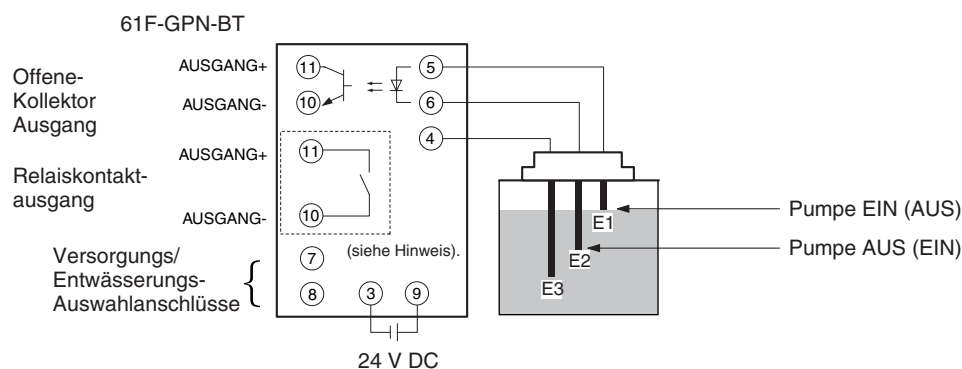 61F-GPN-BT
Offene-
Kollektor
Ausgang
AUSGANG+
AUSGANG-
11
10
5
6
4
Relaiskontakt-
ausgang
AUSGANG+
AUSGANG-
11
10
Versorgungs/
Entwässerungs-
Auswahlanschlüsse
7
8
(siehe Hinweis).
3
9
24 V DC
E1
E2
E3
Pumpe EIN (AUS)
Pumpe AUS (EIN)